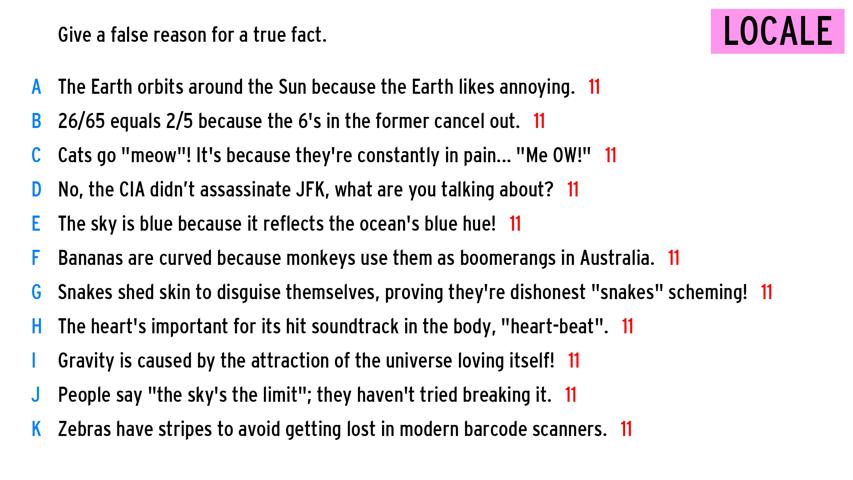 Give a false reason for a true fact.
LOCALE
A The Earth orbits around the Sun because the Earth likes annoying. 11
B 26/65 equals 2/5 because the 6's in the former cancel out. 11
C Cats go "meow"! It's because they're constantly in pain... "Me OW!" 11
D No, the CIA didn’t assassinate JFK, what are you talking about? 11
E The sky is blue because it reflects the ocean's blue hue! 11
F Bananas are curved because monkeys use them as boomerangs in Australia. 11
G Snakes shed skin to disguise themselves, proving they're dishonest "snakes" scheming! 11
H The heart's important for its hit soundtrack in the body, "heart-beat". 11
I Gravity is caused by the attraction of the universe loving itself! 11
J People say "the sky's the limit"; they haven't tried breaking it. 11
K Zebras have stripes to avoid getting lost in modern barcode scanners. 11